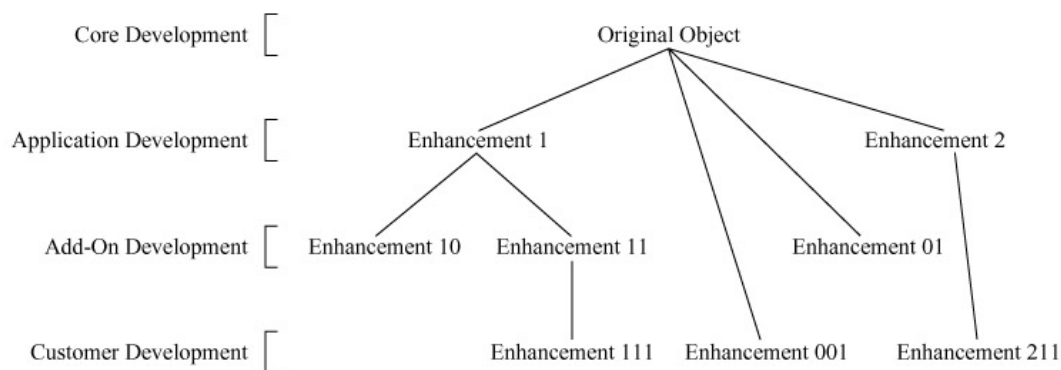 Core Development
Original Object
Application Development
Enhancement 1
Enhancement 2
Add-On Development
Enhancement 10
Enhancement 11
Enhancement 01
Customer Development
Enhancement 111
Enhancement 001
Enhancement 211